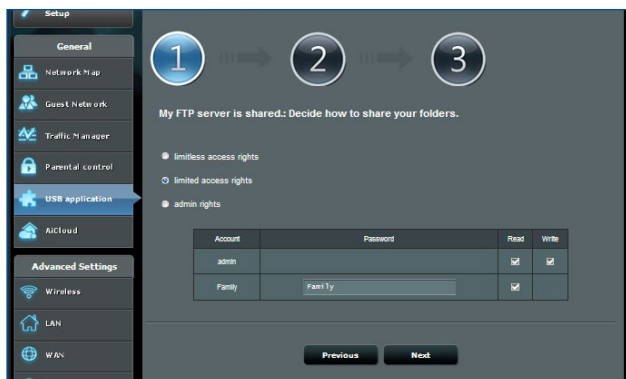 Setup
General
Network Map
Guest Network
Traffic Manager
Parental control
USB application
AiCloud
Advanced Settings
Wireless
LAN
WAN
1 2 3
My FTP server is shared.: Decide how to share your folders.
limitless access rights
limited access rights
admin rights
Account Password Read Write
admin
Family Family
Previous Next